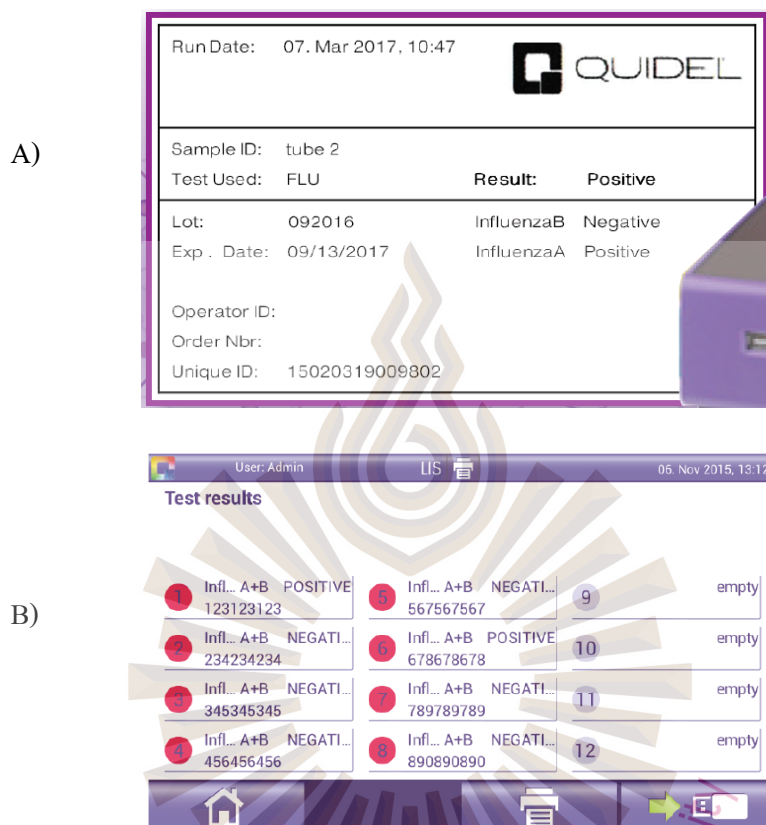 A)
Run Date: 07. Mar 2017, 10:47
QUIDEL
Sample ID: tube 2
Test Used: FLU Result: Positive
Lot: 092016 InfluenzaB Negative
Exp. Date: 09/13/2017 InfluenzaA Positive
Operator ID:
Order Nbr:
Unique ID: 15020319009802
B)
User: Admin LIS 06. Nov 2015, 13:12
Test results
1 Infl... A+B POSITIVE
123123123
2 Infl... A+B NEGATI...
234234234
3 Infl... A+B NEGATI...
345345345
4 Infl... A+B NEGATI...
456456456
5 Infl... A+B NEGATI...
567567567
6 Infl... A+B POSITIVE
678678678
7 Infl... A+B NEGATI...
789789789
8 Infl... A+B NEGATI...
890890890
9 empty
10 empty
11 empty
12 empty